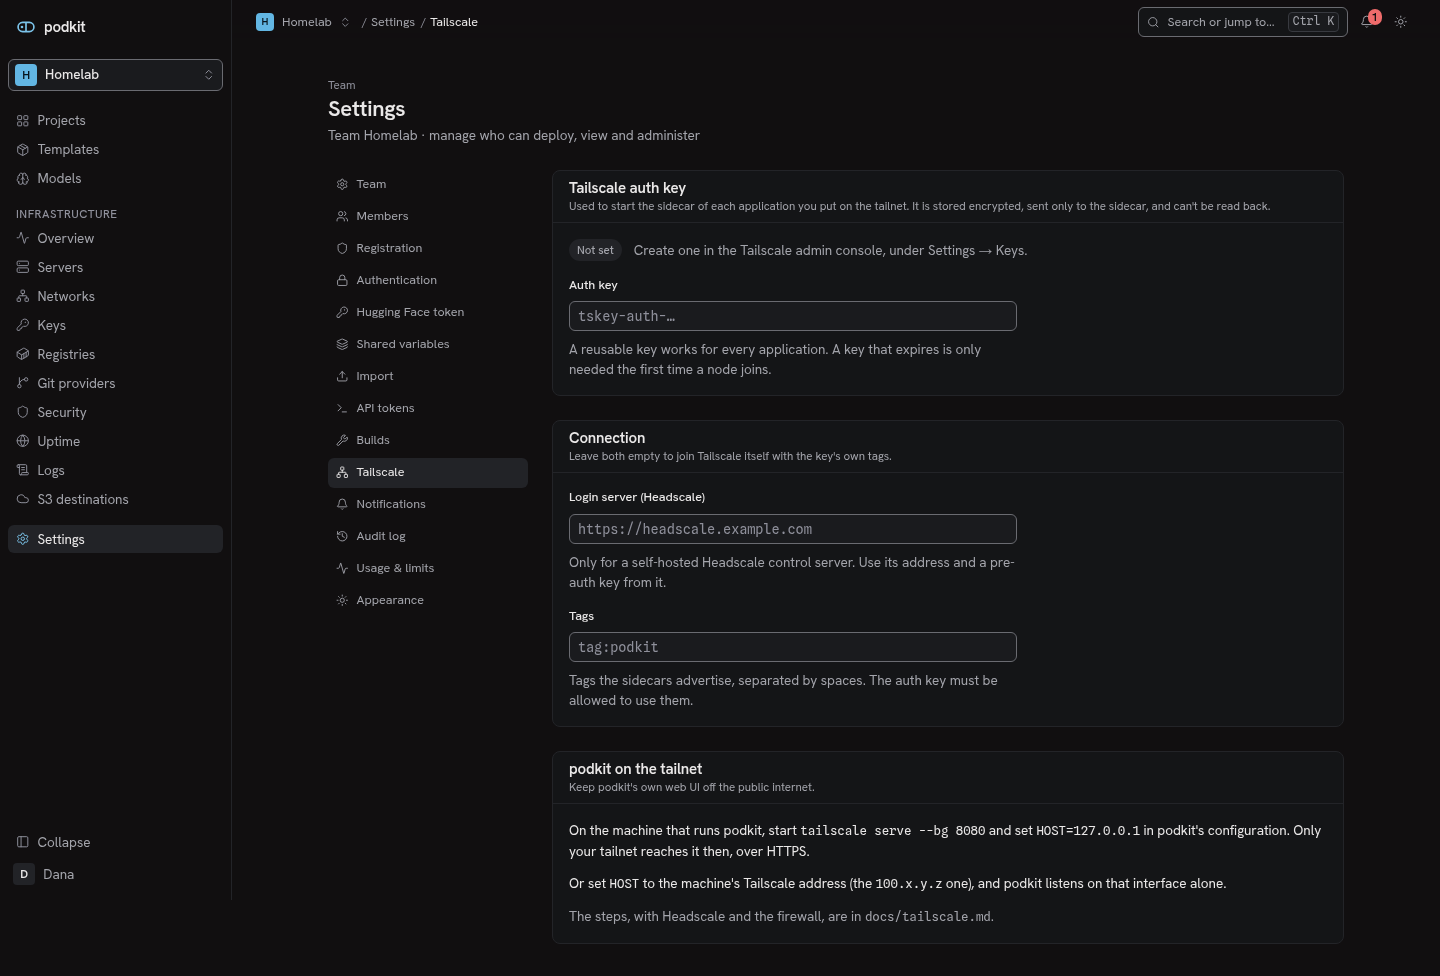 podkit
H Homelab
Projects
Templates
Models
INFRASTRUCTURE
Overview
Servers
Networks
Keys
Registries
Git providers
Security
Uptime
Logs
S3 destinations
Settings
Collapse
D Dana
H Homelab / Settings / Tailscale
Search or jump to... Ctrl K
1
Team
Settings
Team Homelab · manage who can deploy, view and administer
Team
Members
Registration
Authentication
Hugging Face token
Shared variables
Import
API tokens
Builds
Tailscale
Notifications
Audit log
Usage & limits
Appearance
Tailscale auth key
Used to start the sidecar of each application you put on the tailnet. It is stored encrypted, sent only to the sidecar, and can't be read back.
Not set Create one in the Tailscale admin console, under Settings → Keys.
Auth key
tskey-auth-…
A reusable key works for every application. A key that expires is only
needed the first time a node joins.
Connection
Leave both empty to join Tailscale itself with the key's own tags.
Login server (Headscale)
https://headscale.example.com
Only for a self-hosted Headscale control server. Use its address and a pre-
auth key from it.
Tags
tag:podkit
Tags the sidecars advertise, separated by spaces. The auth key must be
allowed to use them.
podkit on the tailnet
Keep podkit's own web UI off the public internet.
On the machine that runs podkit, start tailscale serve --bg 8080 and set HOST=127.0.0.1 in podkit's configuration. Only
your tailnet reaches it then, over HTTPS.
Or set HOST to the machine's Tailscale address (the 100.x.y.z one), and podkit listens on that interface alone.
The steps, with Headscale and the firewall, are in docs/tailscale.md.